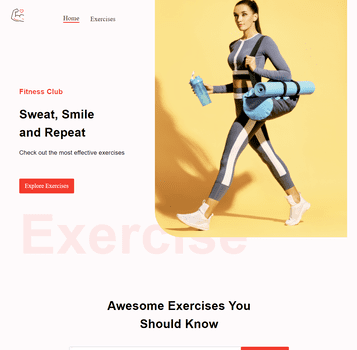 Home Exercises
Fitness Club
Sweat, Smile
and Repeat
Check out the most effective exercises
Explore Exercises
Exercise
Awesome Exercises You
Should Know